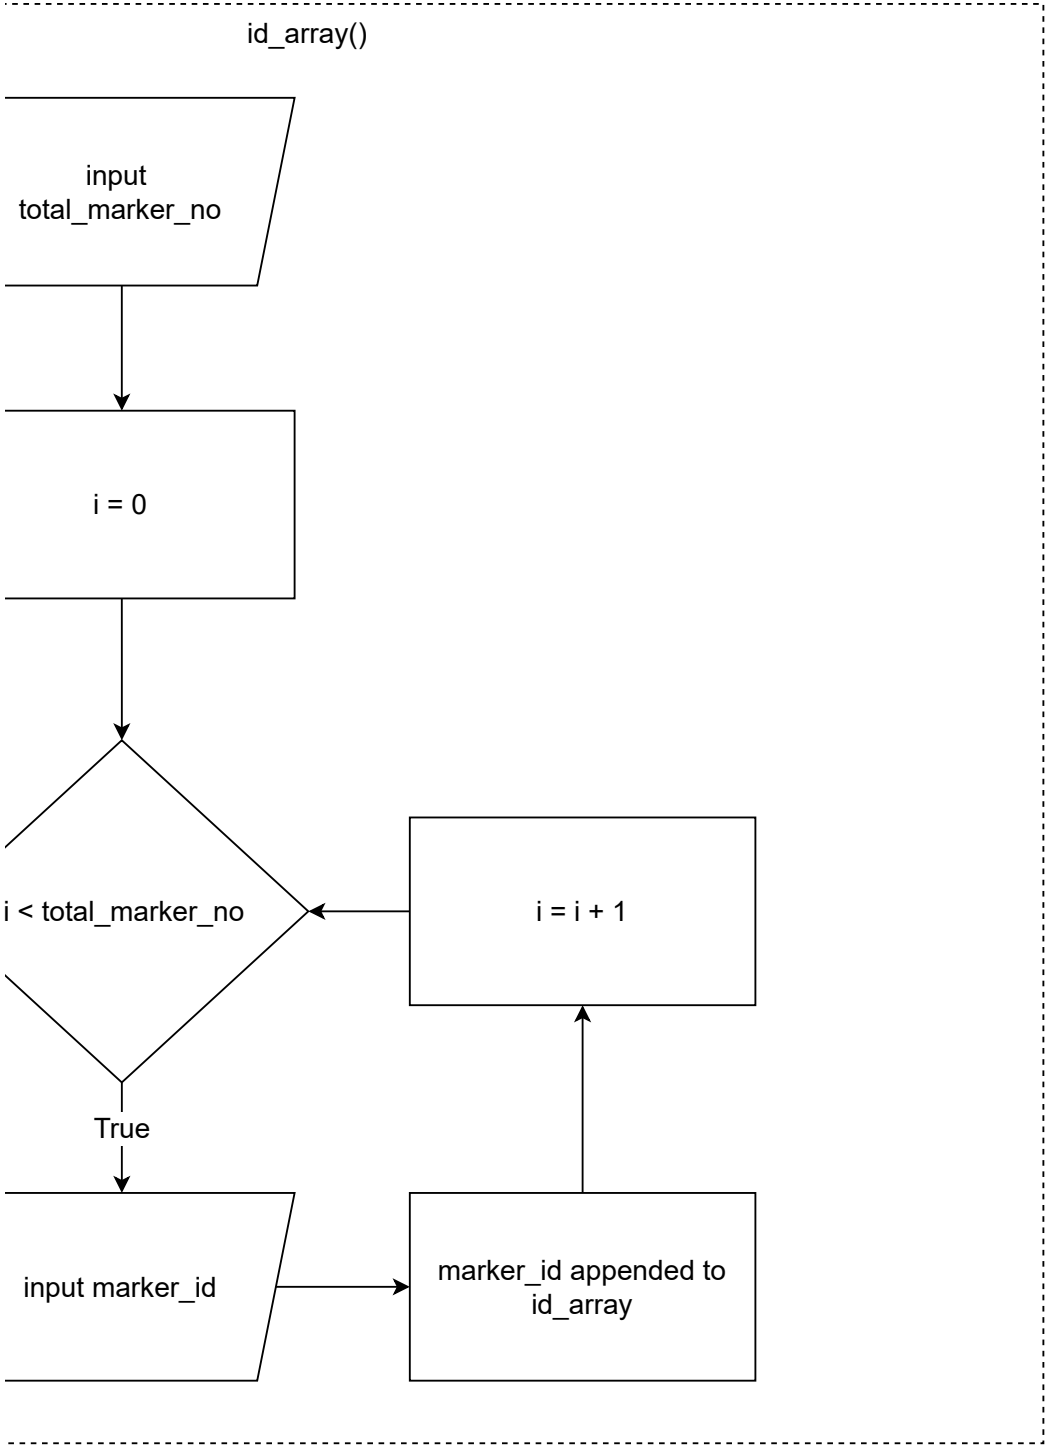 id_array()
input
total_marker_no
i = 0
i < total_marker_no
i = i + 1
True
input marker_id
marker_id appended to
id_array